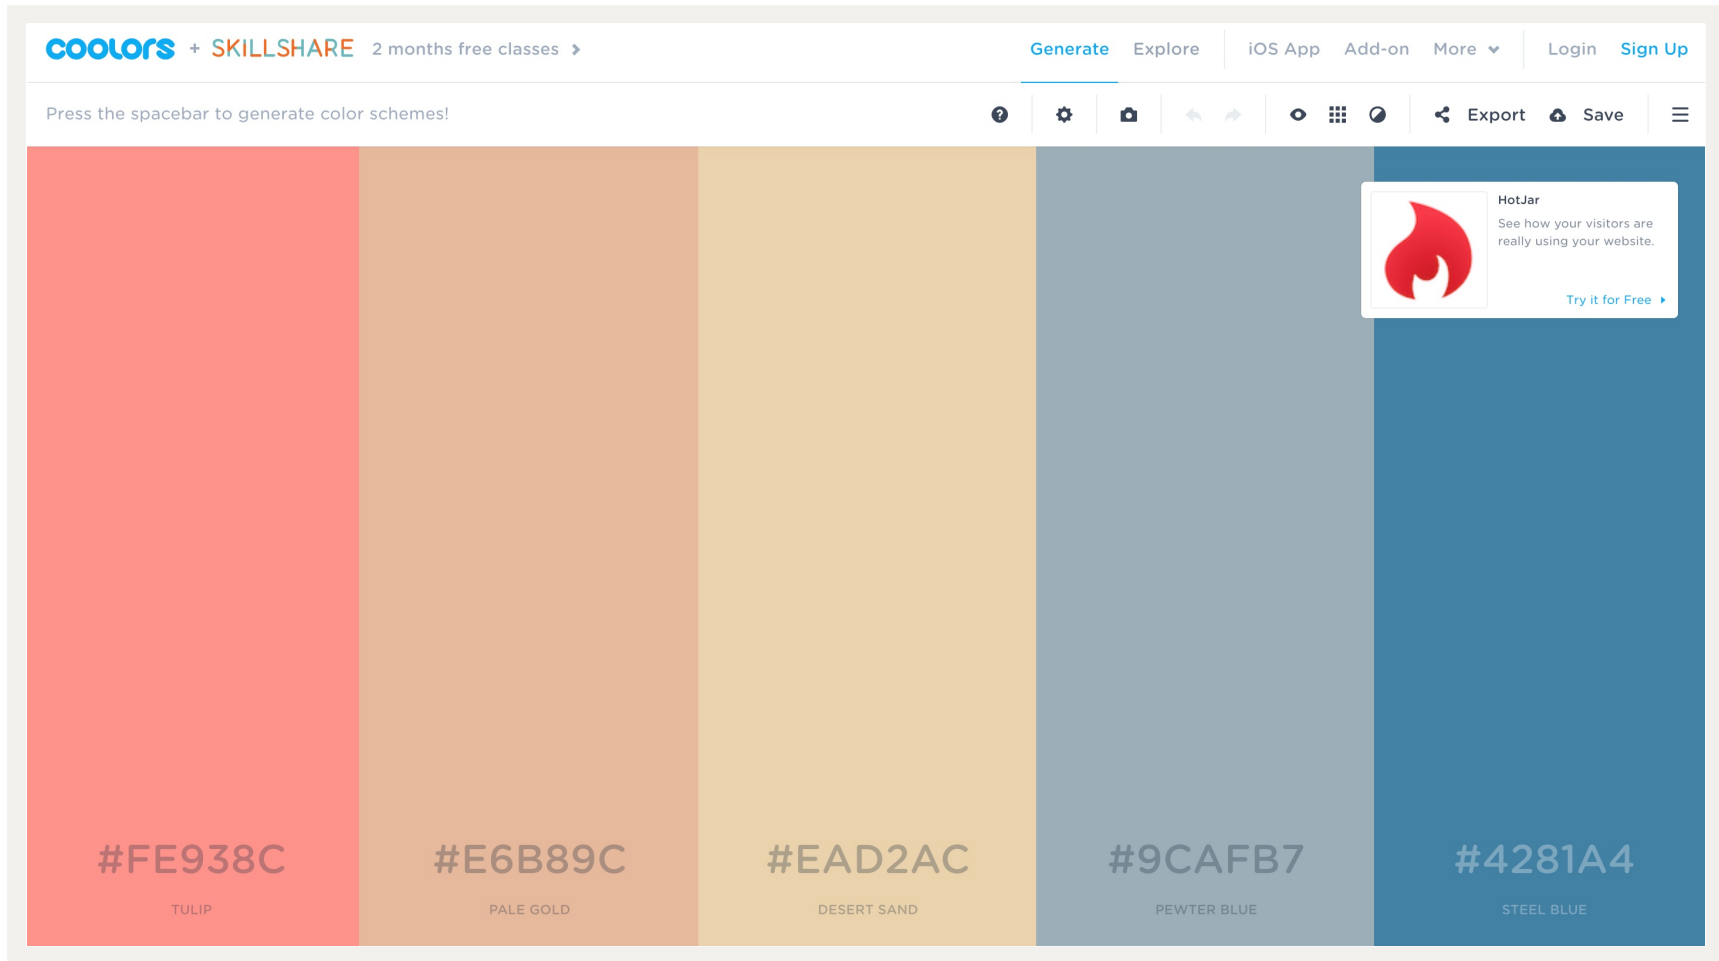 coolors + SKILLSHARE 2 months free classes
Generate Explore iOS App Add-on More Login Sign Up
Press the spacebar to generate color schemes!
Export Save
HotJar
See how your visitors are
really using your website.
Try it for Free
#FE938C #E6B89C #EAD2AC #9CAFB7 #4281A4
TULIP PALE GOLD DESERT SAND PEWTER BLUE STEEL BLUE